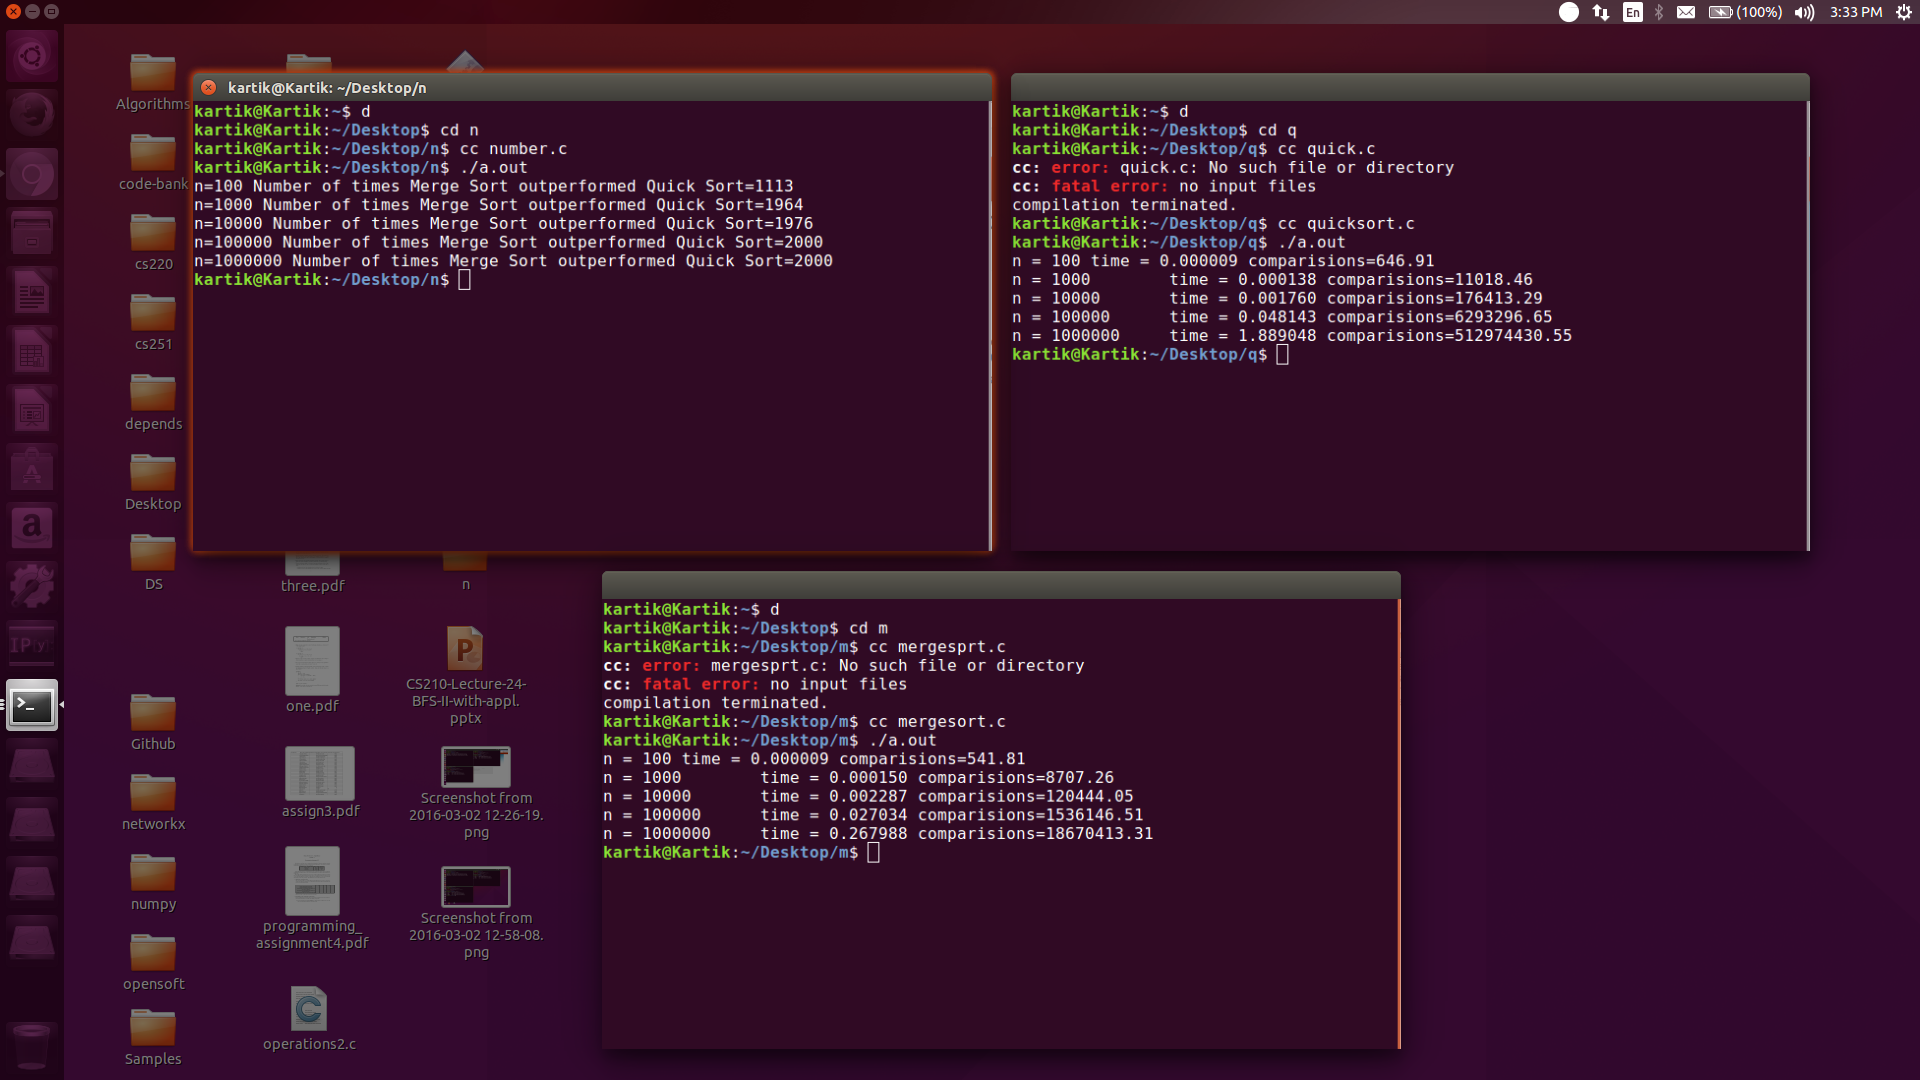 En
(100%)
3:33 PM
kartik@Kartik: ~/Desktop/n
kartik@Kartik:~$ d
kartik@Kartik:~/Desktop$ cd n
kartik@Kartik:~/Desktop/n$ cc number.c
kartik@Kartik:~/Desktop/n$ ./a.out
n=100 Number of times Merge Sort outperformed Quick Sort=1113
n=1000 Number of times Merge Sort outperformed Quick Sort=1964
n=10000 Number of times Merge Sort outperformed Quick Sort=1976
n=100000 Number of times Merge Sort outperformed Quick Sort=2000
n=1000000 Number of times Merge Sort outperformed Quick Sort=2000
kartik@Kartik:~/Desktop/n$
kartik@Kartik:~$ d
kartik@Kartik:~/Desktop$ cd q
kartik@Kartik:~/Desktop/q$ cc quick.c
cc: error: quick.c: No such file or directory
cc: fatal error: no input files
compilation terminated.
kartik@Kartik:~/Desktop/q$ cc quicksort.c
kartik@Kartik:~/Desktop/q$ ./a.out
n = 100 time = 0.000009 comparisions=646.91
n = 1000 time = 0.000138 comparisions=11018.46
n = 10000 time = 0.001760 comparisions=176413.29
n = 100000 time = 0.048143 comparisions=6293296.65
n = 1000000 time = 1.889048 comparisions=512974430.55
kartik@Kartik:~/Desktop/q$
kartik@Kartik:~$ d
kartik@Kartik:~/Desktop$ cd m
kartik@Kartik:~/Desktop/m$ cc mergesprt.c
cc: error: mergesprt.c: No such file or directory
cc: fatal error: no input files
compilation terminated.
kartik@Kartik:~/Desktop/m$ cc mergesort.c
kartik@Kartik:~/Desktop/m$ ./a.out
n = 100 time = 0.000009 comparisions=541.81
n = 1000 time = 0.000150 comparisions=8707.26
n = 10000 time = 0.002287 comparisions=120444.05
n = 100000 time = 0.027034 comparisions=1536146.51
n = 1000000 time = 0.267988 comparisions=18670413.31
kartik@Kartik:~/Desktop/m$
Algorithms
code-bank
cs220
cs251
depends
Desktop
DS
Github
networkx
numpy
opensoft
Samples
three.pdf
one.pdf
assign3.pdf
programming_
assignment4.pdf
operations2.c
n
P
CS210-Lecture-24-
BFS-II-with-appl.
pptx
Screenshot from
2016-03-02 12-26-19.
png
Screenshot from
2016-03-02 12-58-08.
png
a
IP[y]: